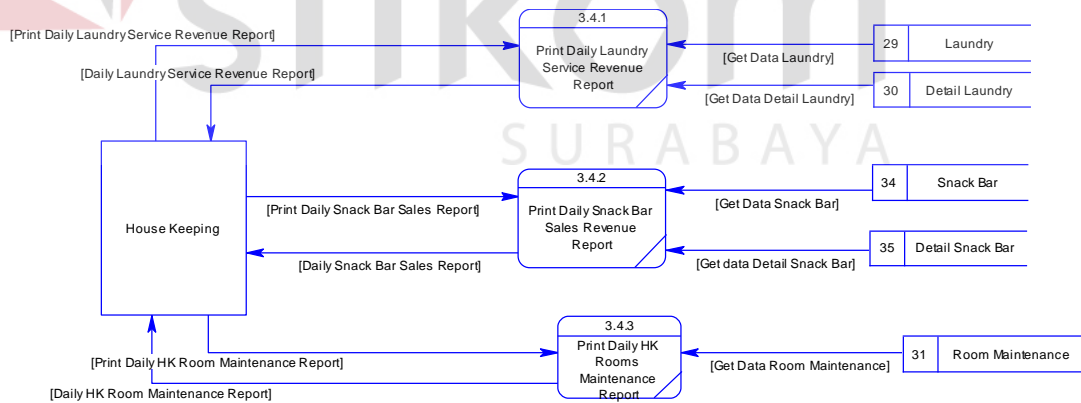 stikom
SURABAYA
[Print Daily Laundry Service Revenue Report]
[Daily Laundry Service Revenue Report]
3.4.1
Print Daily Laundry
Service Revenue
Report
[Get Data Laundry]
29 Laundry
[Get Data Detail Laundry]
30 Detail Laundry
House Keeping
[Print Daily Snack Bar Sales Report]
[Daily Snack Bar Sales Report]
3.4.2
Print Daily Snack Bar
Sales Revenue
Report
[Get Data Snack Bar]
34 Snack Bar
[Get data Detail Snack Bar]
35 Detail Snack Bar
[Print Daily HK Room Maintenance Report]
[Daily HK Room Maintenance Report]
3.4.3
Print Daily HK
Rooms
Maintenance
Report
[Get Data Room Maintenance]
31 Room Maintenance